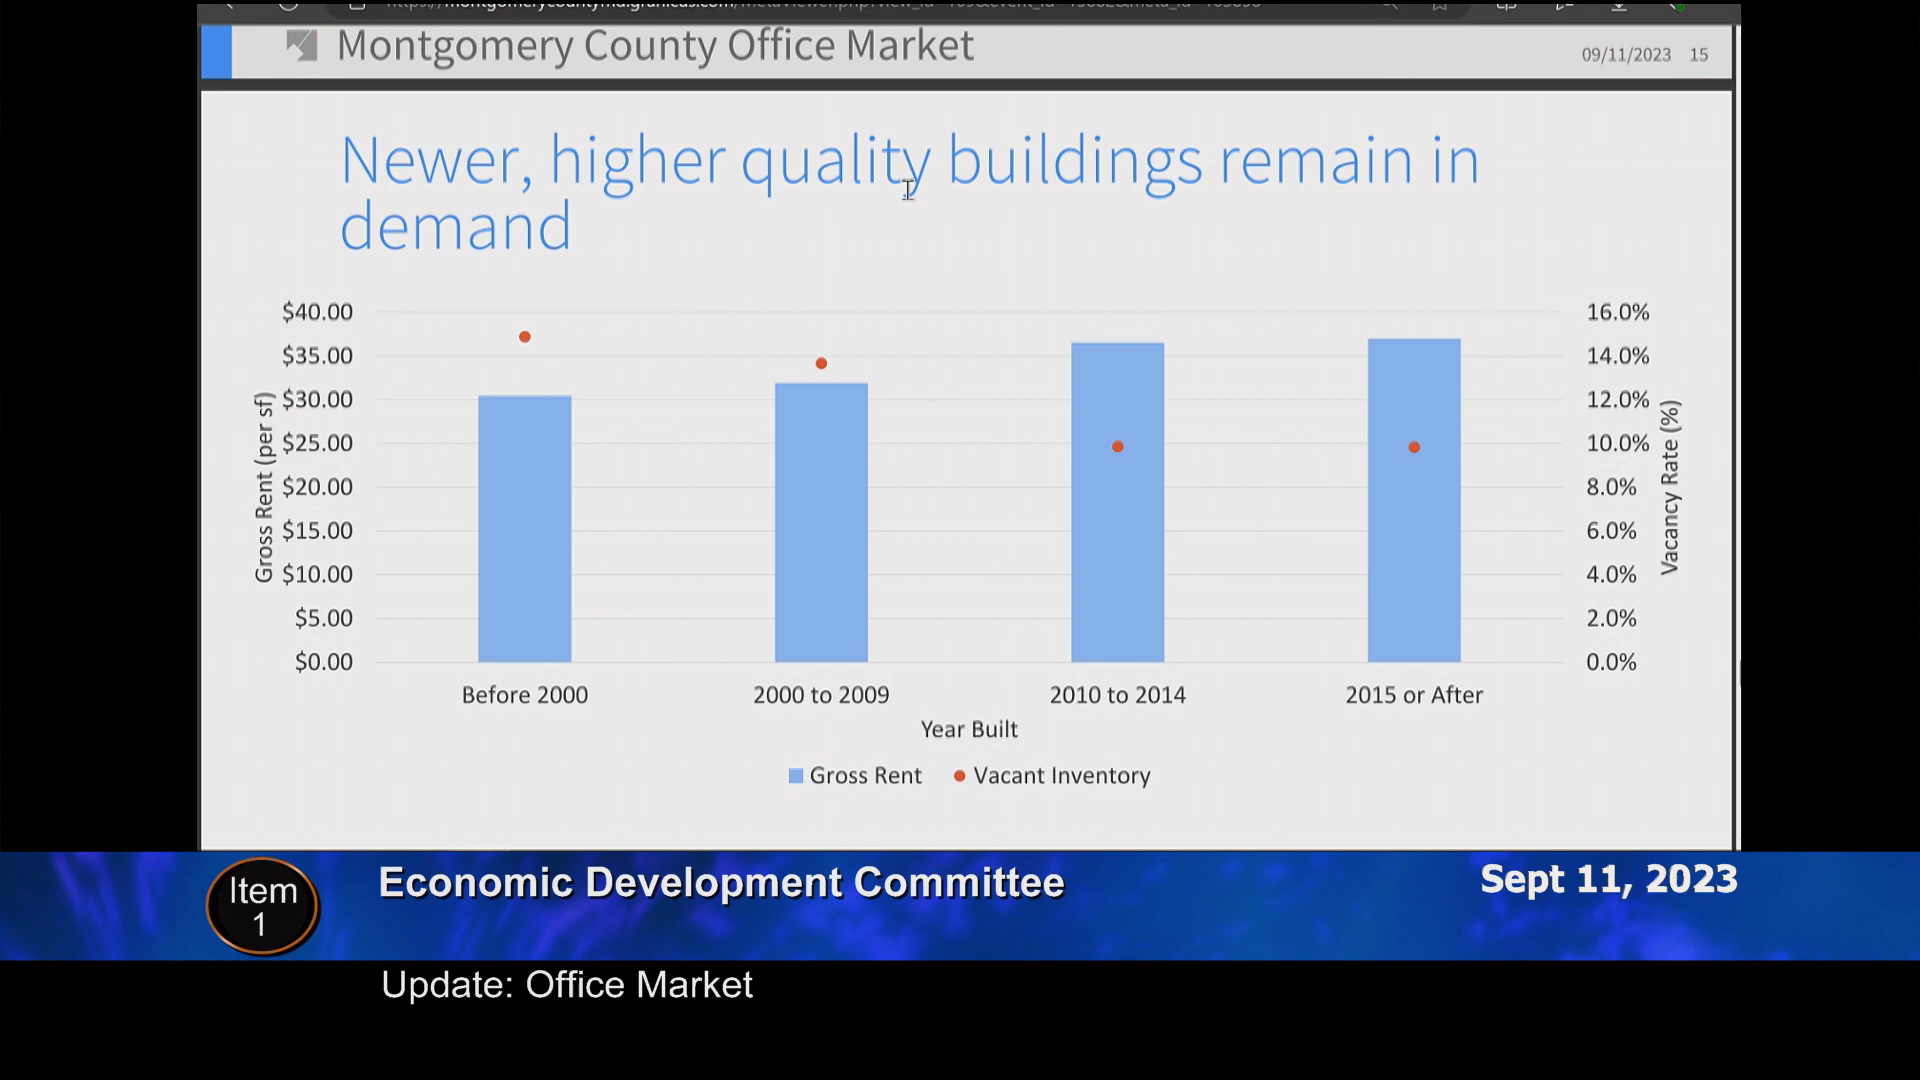 Montgomery County Office Market
09/11/2023 15
Newer, higher quality buildings remain in
demand
$40.00
$35.00
$30.00
$25.00
$20.00
$15.00
$10.00
$5.00
$0.00
Gross Rent (per sf)
16.0%
14.0%
12.0%
10.0%
8.0%
6.0%
4.0%
2.0%
0.0%
Vacancy Rate (%)
Before 2000
2000 to 2009
2010 to 2014
2015 or After
Year Built
Gross Rent
Vacant Inventory
Item
1
Economic Development Committee
Sept 11, 2023
Update: Office Market